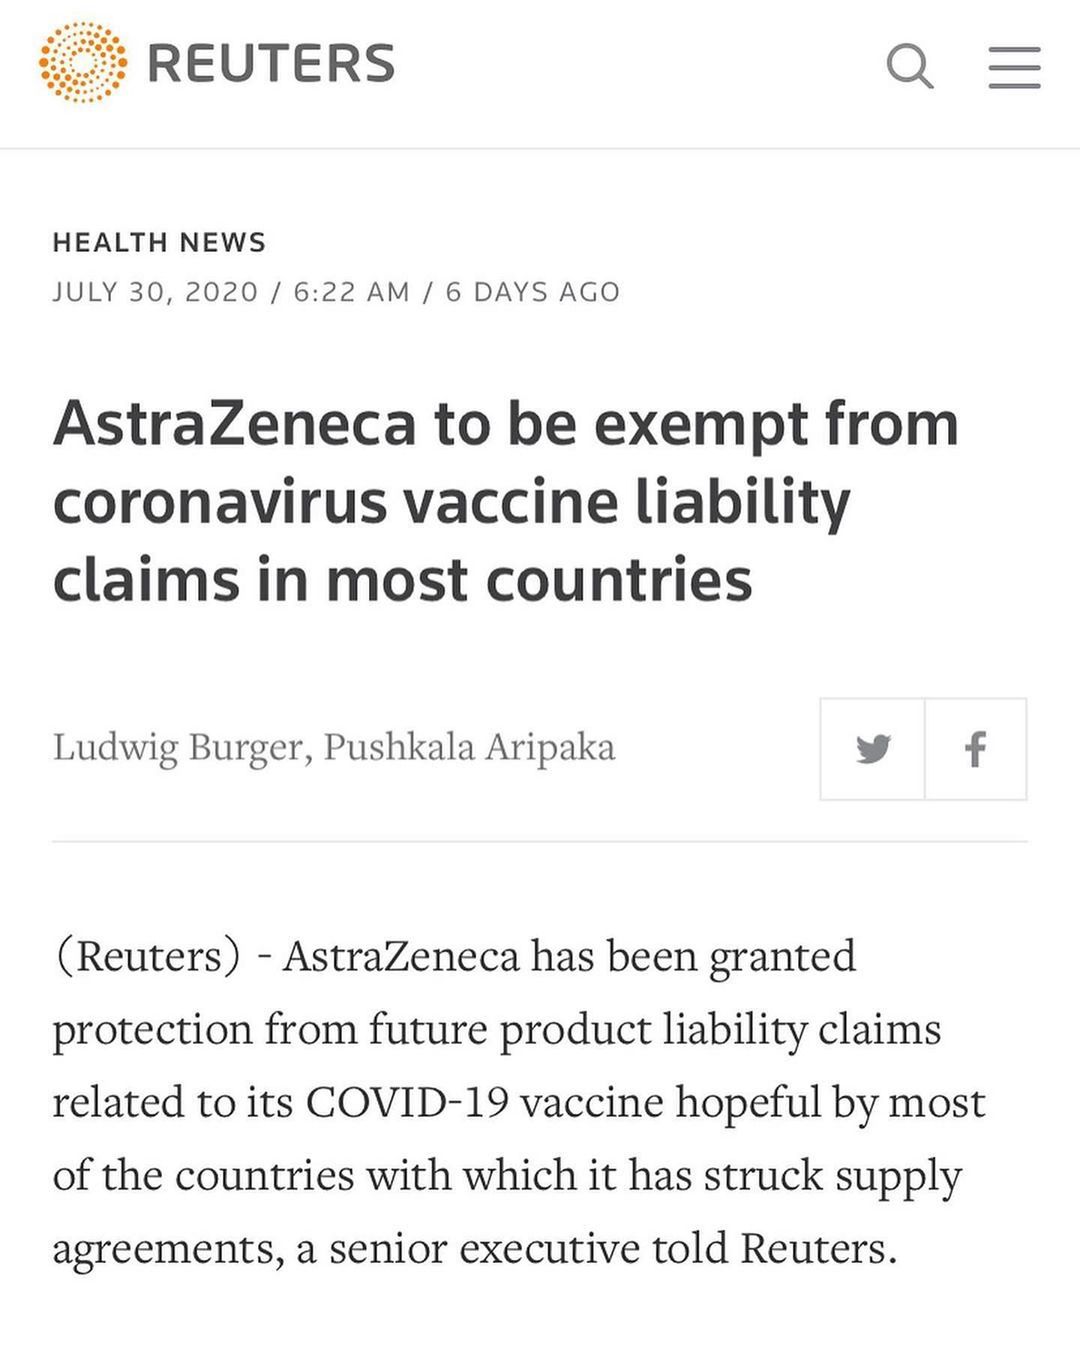 REUTERS
HEALTH NEWS
JULY 30, 2020 / 6:22 AM / 6 DAYS AGO
AstraZeneca to be exempt from
coronavirus vaccine liability
claims in most countries
Ludwig Burger, Pushkala Aripaka
(Reuters) - AstraZeneca has been granted
protection from future product liability claims
related to its COVID-19 vaccine hopeful by most
of the countries with which it has struck supply
agreements, a senior executive told Reuters.